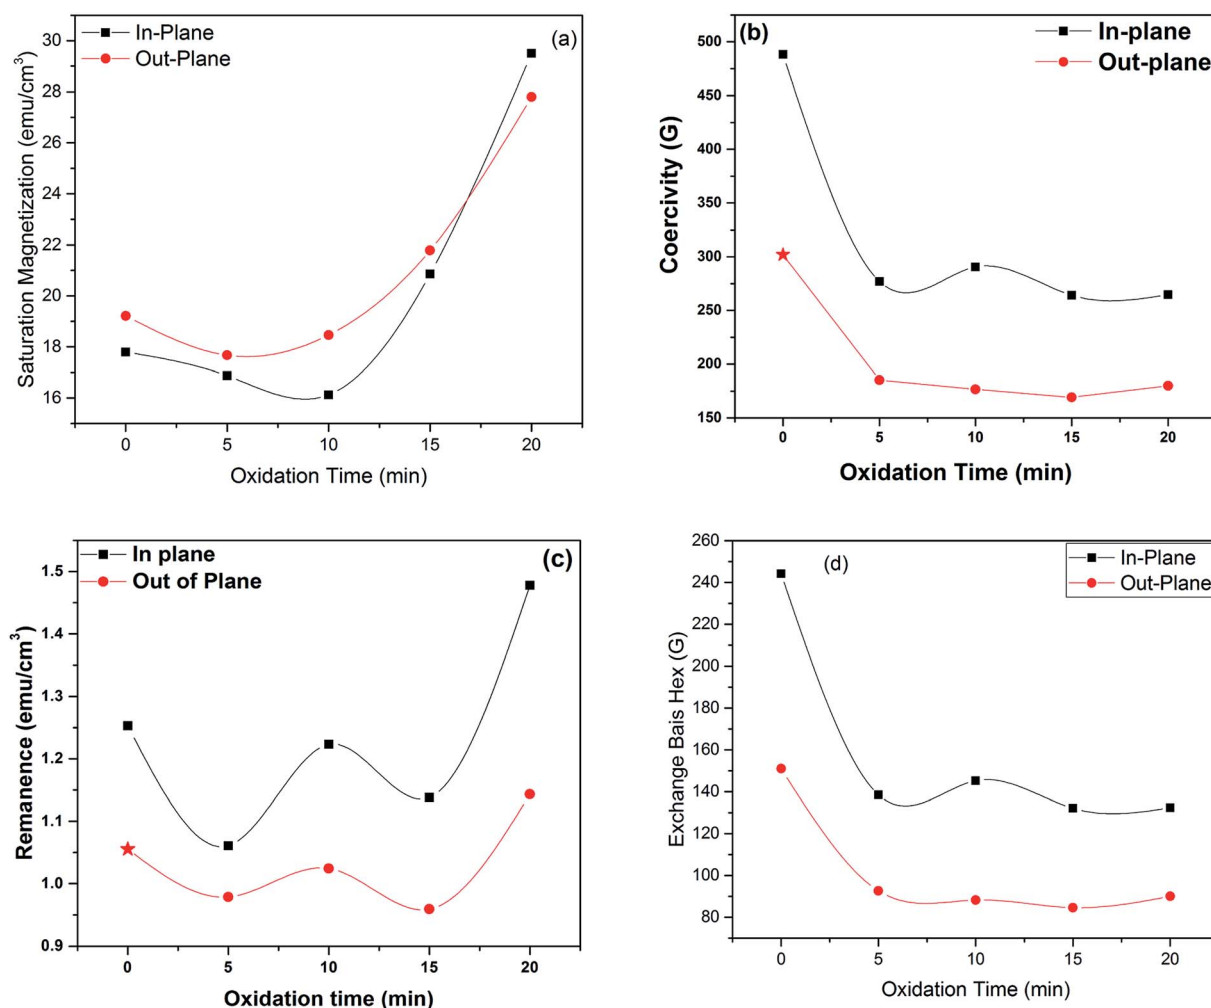 In-Plane
Out-Plane
(a)
30
28
26
24
22
20
18
16
Saturation Magnetization (emu/cm³)
0 5 10 15 20
Oxidation Time (min)
(b)
In-plane
Out-plane
500
450
400
350
300
250
200
150
Coercivity (G)
0 5 10 15 20
Oxidation Time (min)
In plane
Out of Plane
(c)
1.5
1.4
1.3
1.2
1.1
1.0
0.9
Remanence (emu/cm³)
0 5 10 15 20
Oxidation time (min)
(d)
In-Plane
Out-Plane
260
240
220
200
180
160
140
120
100
80
Exchange Bais Hex (G)
0 5 10 15 20
Oxidation Time (min)